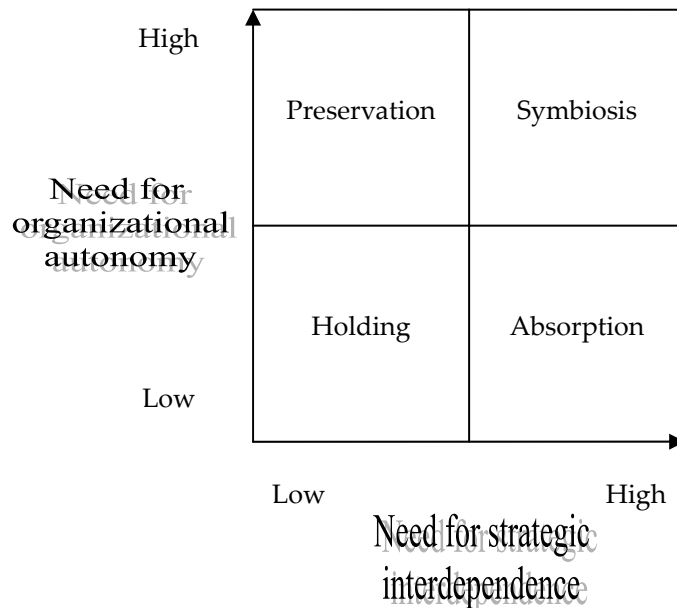 High
Preservation
Symbiosis
Need for
organizational
autonomy
Holding
Absorption
Low
Low
High
Need for strategic
interdependence